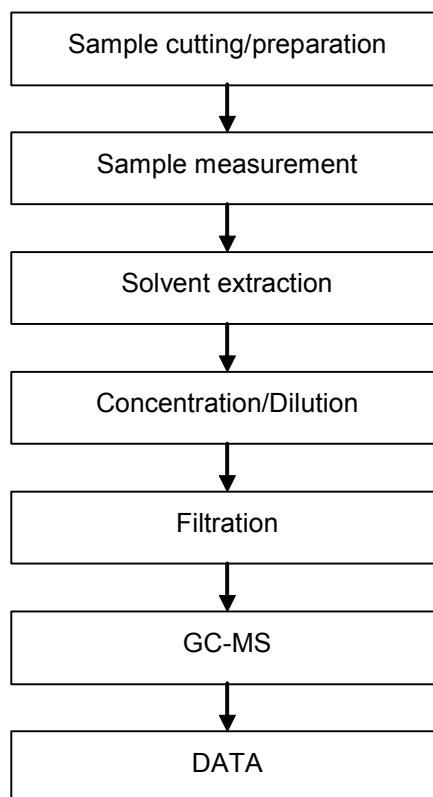 Sample cutting/preparation
Sample measurement
Solvent extraction
Concentration/Dilution
Filtration
GC-MS
DATA